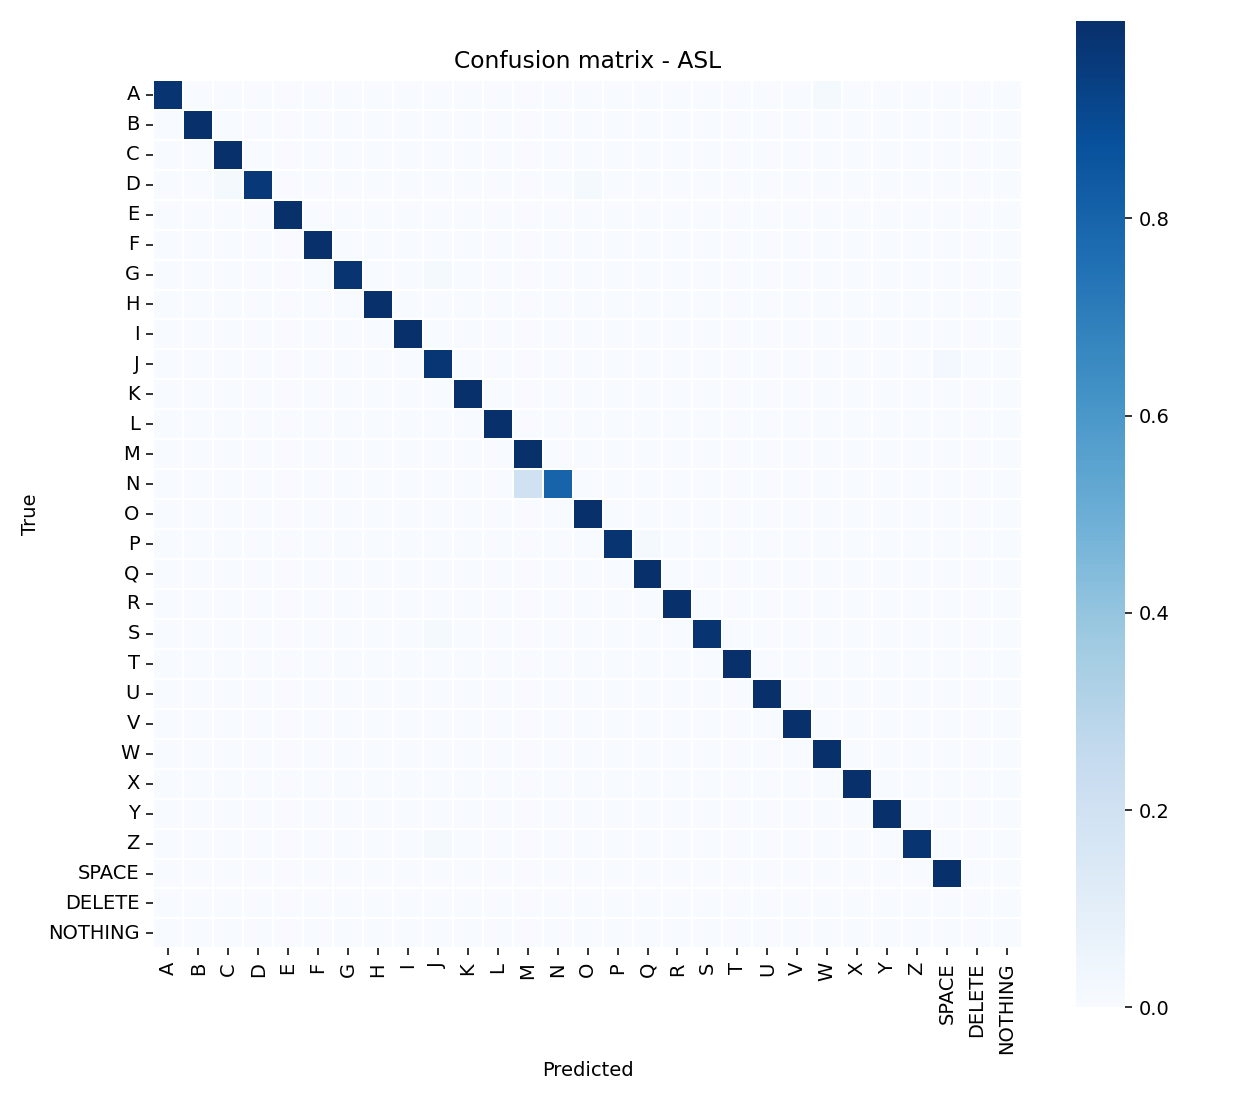 Confusion matrix - ASL
True
A
B
C
D
E
F
G
H
I
J
K
L
M
N
O
P
Q
R
S
T
U
V
W
X
Y
Z
SPACE
DELETE
NOTHING
A
B
C
D
E
F
G
H
I
J
K
L
M
N
O
P
Q
R
S
T
U
V
W
X
Y
Z
SPACE
DELETE
NOTHING
Predicted
0.8
0.6
0.4
0.2
0.0